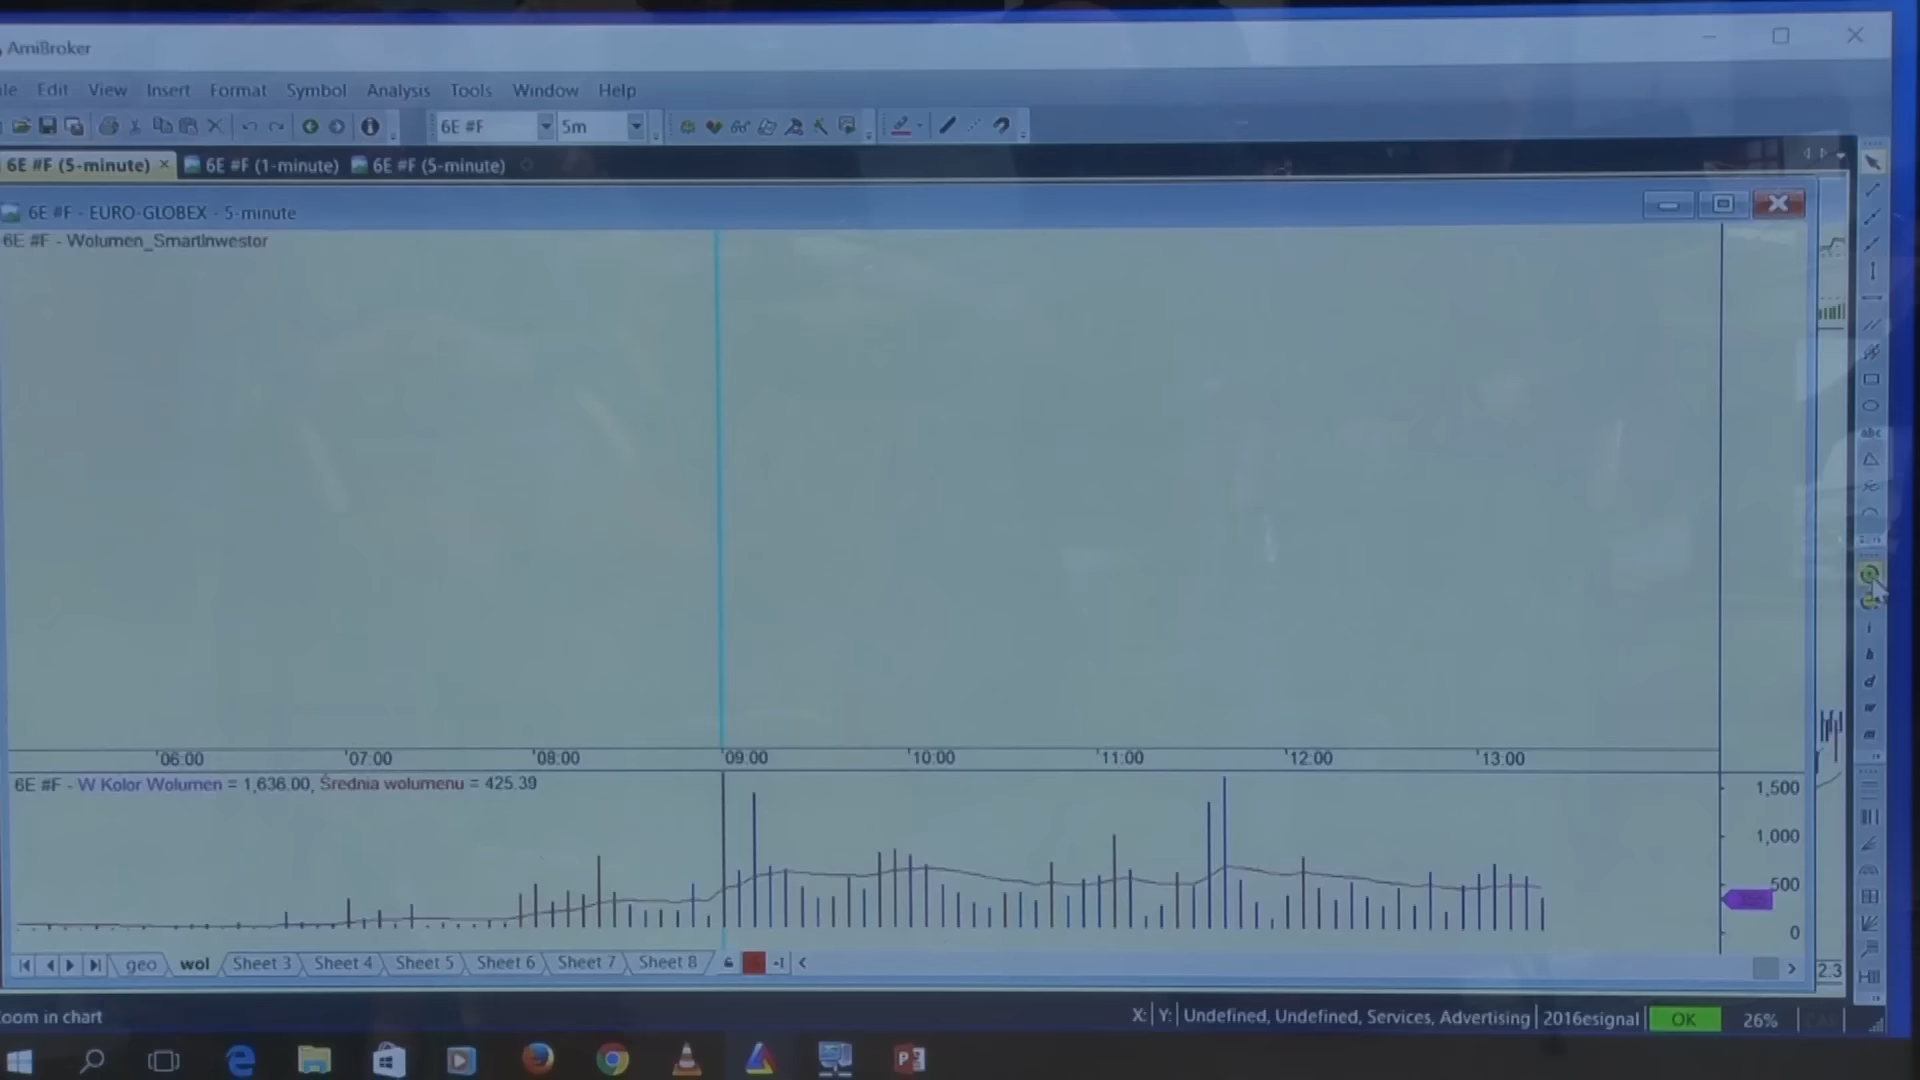 AmiBroker
le Edit View Insert Format Symbol Analysis Tools Window Help
6E #F 5m
6E #F (5-minute) 6E #F (1-minute) 6E #F (5-minute)
6E #F - EURO-GLOBEX - 5-minute
6E #F - Wolumen_SmartInwestor
abc
i
h
d
w
m
'06:00 '07:00 '08:00 '09:00 '10:00 '11:00 '12:00 '13:00
6E #F - W Kolor Wolumen = 1,636.00, Średnia wolumenu = 425.39
1,500
1,000
500
0
geo wol Sheet 3 Sheet 4 Sheet 5 Sheet 6 Sheet 7 Sheet 8
2.3
oom in chart X: Y: Undefined, Undefined, Services, Advertising 2016esignal OK 26%